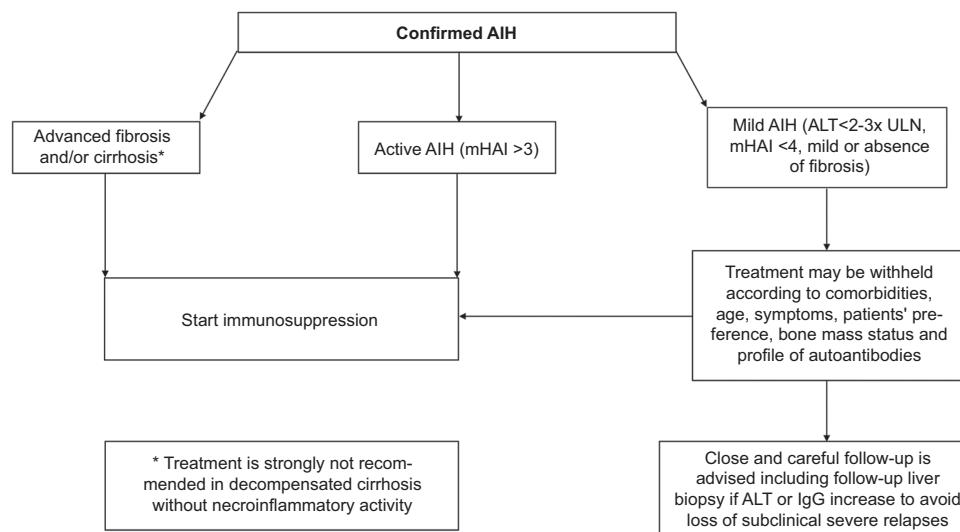 Confirmed AIH
Advanced fibrosis
and/or cirrhosis*
Active AIH (mHAI >3)
Mild AIH (ALT<2-3x ULN,
mHAI <4, mild or absence
of fibrosis)
Start immunosuppression
Treatment may be withheld
according to comorbidities,
age, symptoms, patients' pre-
ference, bone mass status and
profile of autoantibodies
* Treatment is strongly not recom-
mended in decompensated cirrhosis
without necroinflammatory activity
Close and careful follow-up is
advised including follow-up liver
biopsy if ALT or IgG increase to avoid
loss of subclinical severe relapses